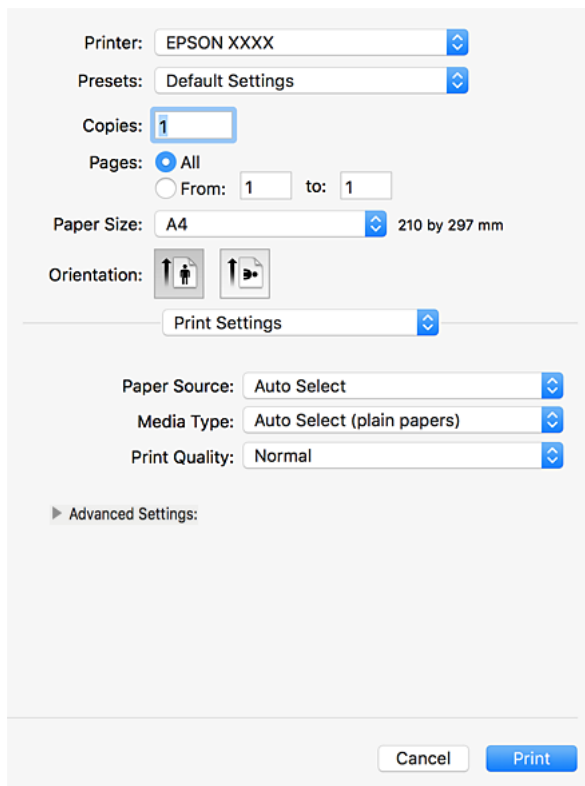 Printer: EPSON XXXX
Presets: Default Settings
Copies: 1
Pages: All
From: 1 to: 1
Paper Size: A4 210 by 297 mm
Orientation:
Print Settings
Paper Source: Auto Select
Media Type: Auto Select (plain papers)
Print Quality: Normal
Advanced Settings:
Cancel Print